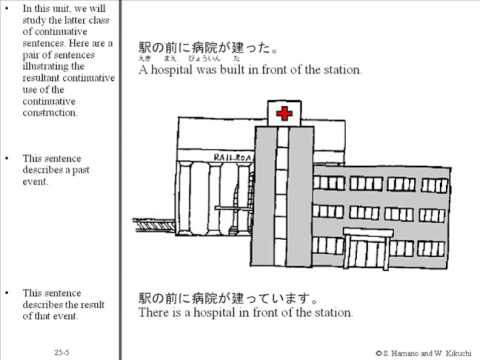 • In this unit, we will
study the latter class
of continuative
sentences. Here are a
pair of sentences
illustrating the
resultant continuative
use of the
continuative
construction.
• This sentence
describes a past
event.
• This sentence
describes the result
of that event.
25-5
駅の前に病院が建った。
えき まえ びょういん た
A hospital was built in front of the station.
RAILROA
駅の前に病院が建っています。
There is a hospital in front of the station.
© S. Hamano and W. Kikuchi